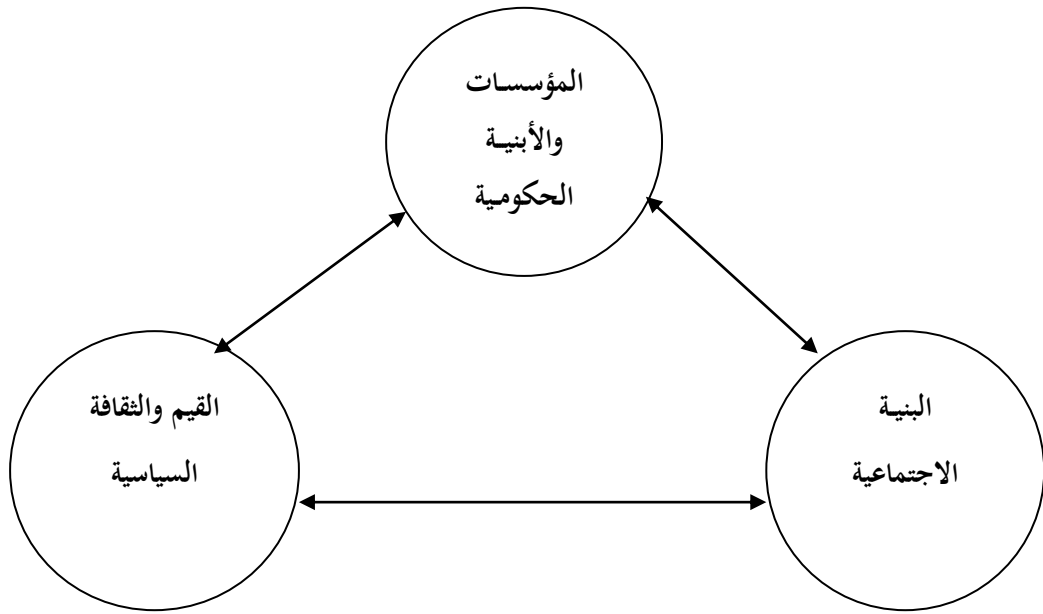 المؤسسات
والأبنية
الحكومية
البنية
الاجتماعية
القيم والثقافة
السياسية